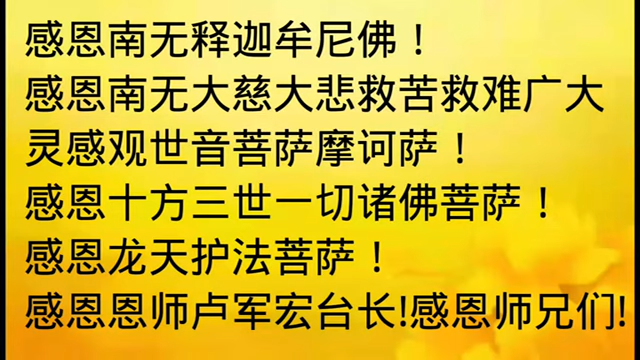 感恩南无释迦牟尼佛！
感恩南无大慈大悲救苦救难广大
灵感观世音菩萨摩诃萨！
感恩十方三世一切诸佛菩萨！
感恩龙天护法菩萨！
感恩恩师卢军宏台长!感恩师兄们!